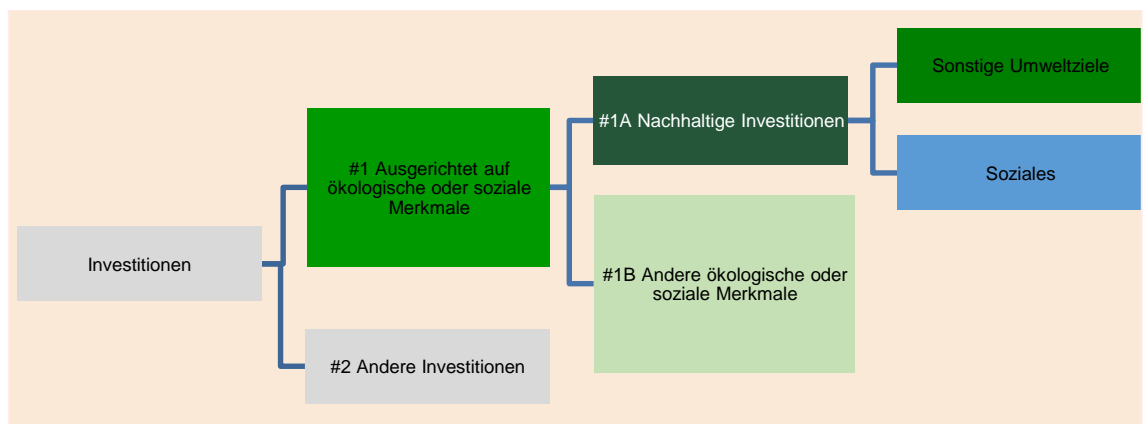 Investitionen
#1 Ausgerichtet auf
ökologische oder soziale
Merkmale
#2 Andere Investitionen
#1A Nachhaltige Investitionen
#1B Andere ökologische oder
soziale Merkmale
Sonstige Umweltziele
Soziales